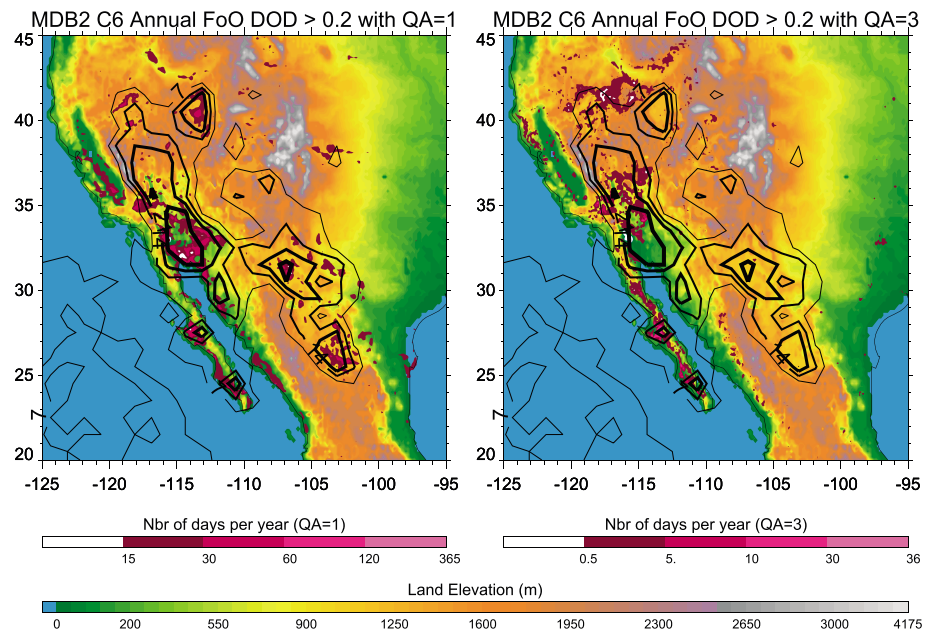 MDB2 C6 Annual FoO DOD > 0.2 with QA=1 MDB2 C6 Annual FoO DOD > 0.2 with QA=3
45 45
40 40
35 35
30 30
25 25
7 7
20 20
-125 -120 -115 -110 -105 -100 -95 -125 -120 -115 -110 -105 -100 -95
Nbr of days per year (QA=1) Nbr of days per year (QA=3)
15 30 60 120 365 0.5 5. 10 30 36
Land Elevation (m)
0 200 550 900 1250 1600 1950 2300 2650 3000 4175